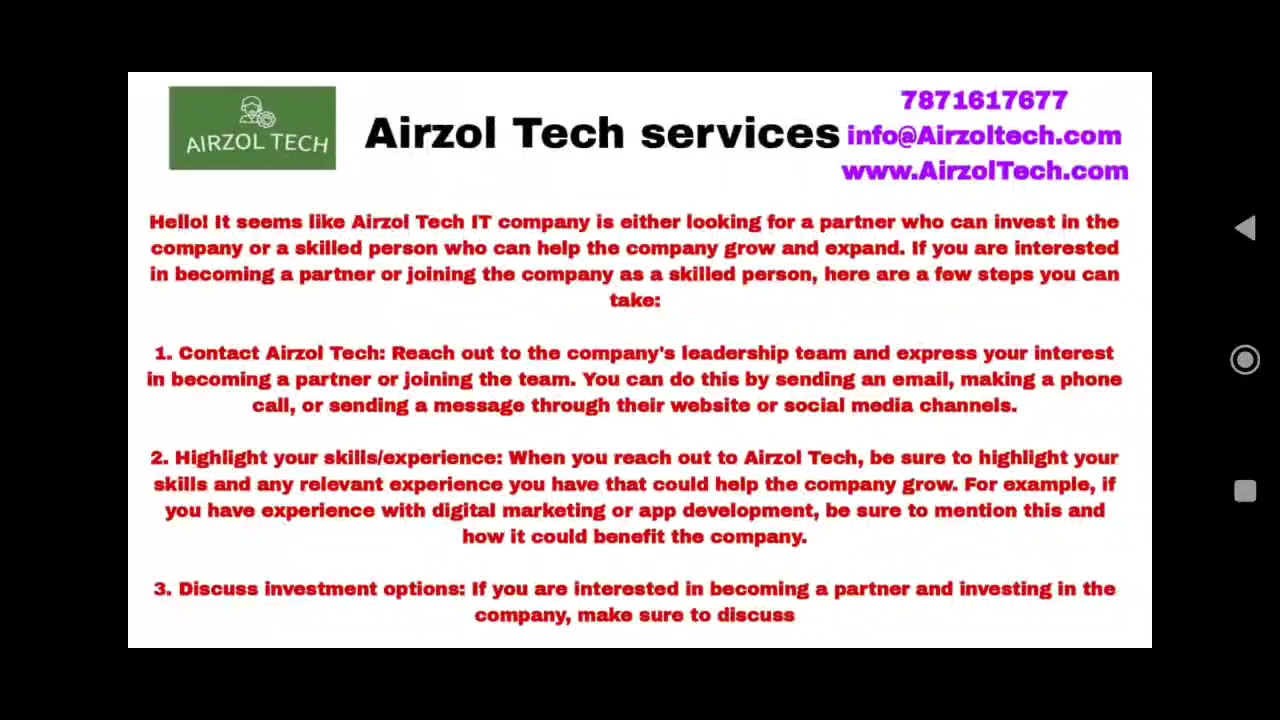 AIRZOL TECH
Airzol Tech services
7871617677
info@Airzoltech.com
www.AirzolTech.com
Hello! It seems like Airzol Tech IT company is either looking for a partner who can invest in the
company or a skilled person who can help the company grow and expand. If you are interested
in becoming a partner or joining the company as a skilled person, here are a few steps you can
take:
1. Contact Airzol Tech: Reach out to the company's leadership team and express your interest
in becoming a partner or joining the team. You can do this by sending an email, making a phone
call, or sending a message through their website or social media channels.
2. Highlight your skills/experience: When you reach out to Airzol Tech, be sure to highlight your
skills and any relevant experience you have that could help the company grow. For example, if
you have experience with digital marketing or app development, be sure to mention this and
how it could benefit the company.
3. Discuss investment options: If you are interested in becoming a partner and investing in the
company, make sure to discuss